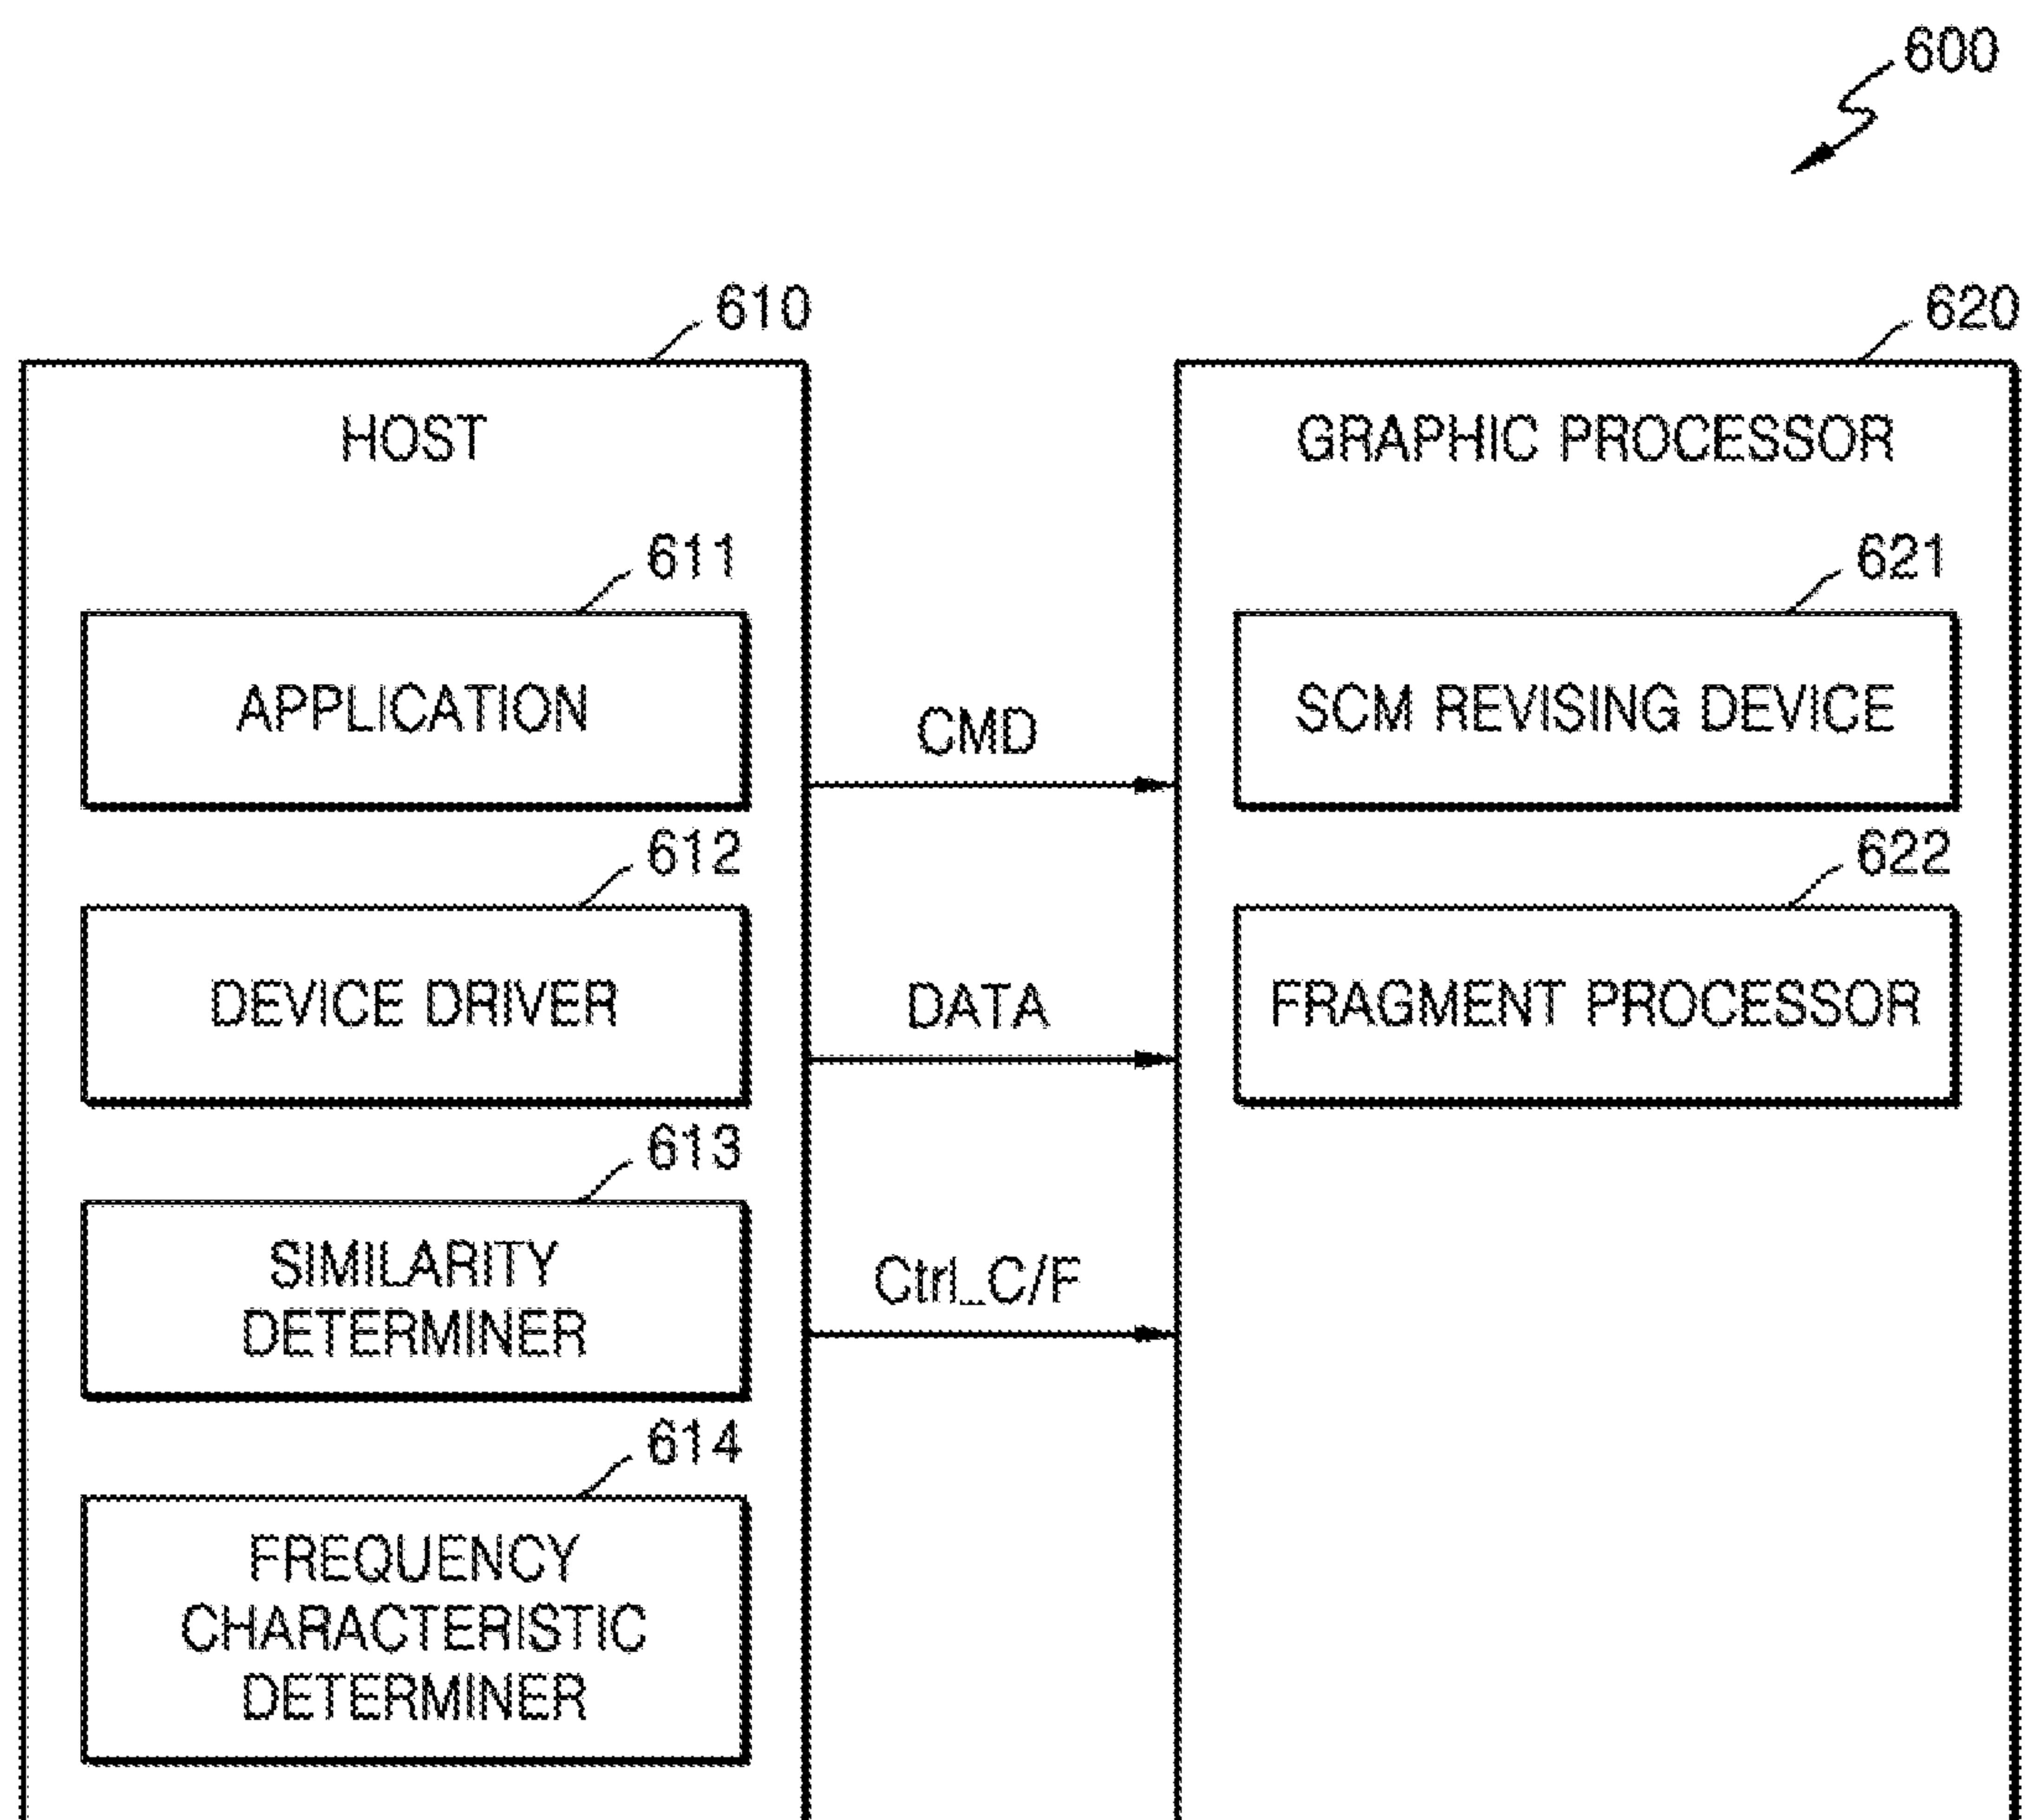 600
610
620
HOST
GRAPHIC PROCESSOR
611
APPLICATION
612
DEVICE DRIVER
613
SIMILARITY
DETERMINER
614
FREQUENCY
CHARACTERISTIC
DETERMINER
CMD
DATA
Ctrl_C/F
621
SCM REVISING DEVICE
622
FRAGMENT PROCESSOR